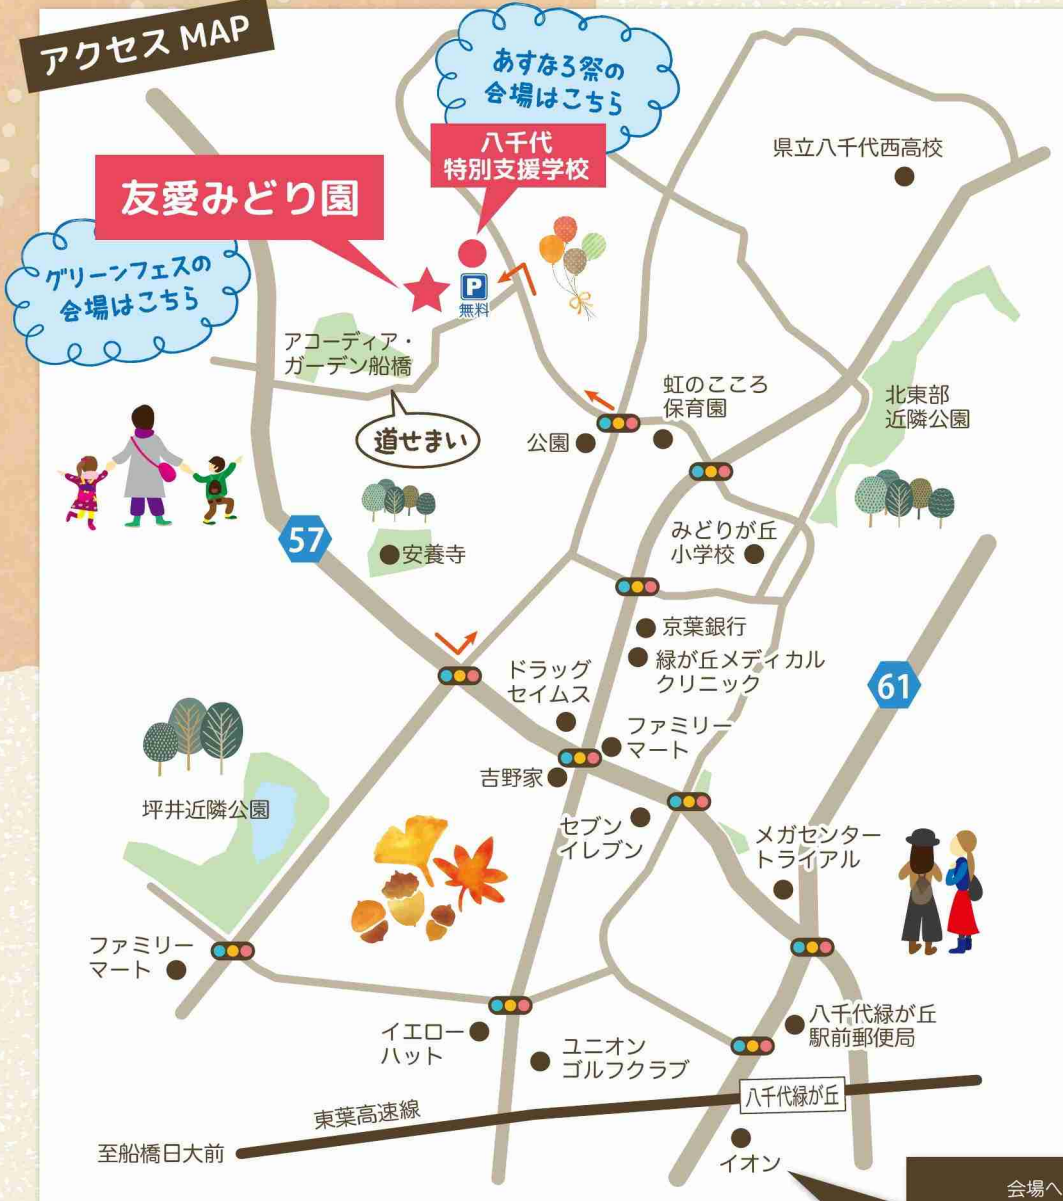 アクセス MAP
あすなろ祭の
会場はこちら
八千代
特別支援学校
県立八千代西高校
友愛みどり園
グリーンフェスの
会場はこちら
P
無料
アコーディア・
ガーデン船橋
道せまい
虹のこころ
保育園
公園
北東部
近隣公園
みどりが丘
小学校
57
安養寺
京葉銀行
緑が丘メディカル
クリニック
61
ドラッグ
セイムス
ファミリー
マート
吉野家
セブン
イレブン
メガセンター
トライアル
坪井近隣公園
ファミリー
マート
イエロー
ハット
ユニオン
ゴルフクラブ
八千代緑が丘
駅前郵便局
八千代緑が丘
東葉高速線
至船橋日大前
イオン
会場へ